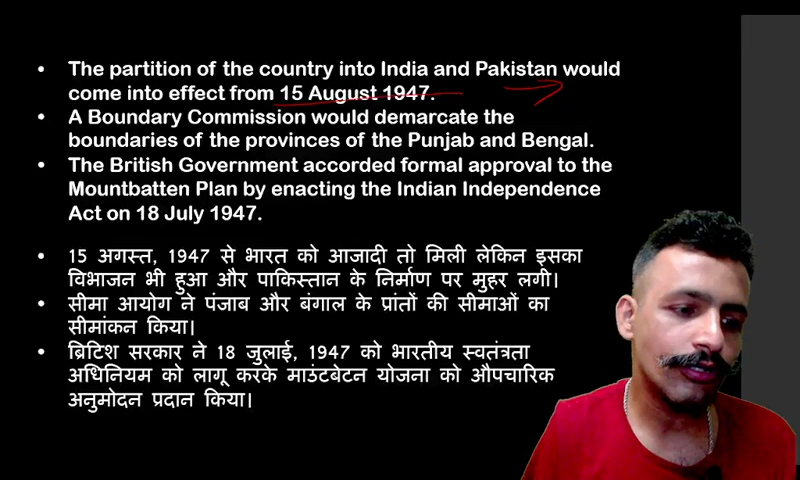 • The partition of the country into India and Pakistan would
come into effect from 15 August 1947.
• A Boundary Commission would demarcate the
boundaries of the provinces of the Punjab and Bengal.
• The British Government accorded formal approval to the
Mountbatten Plan by enacting the Indian Independence
Act on 18 July 1947.
• 15 अगस्त, 1947 से भारत को आजादी तो मिली लेकिन इसका
विभाजन भी हुआ और पाकिस्तान के निर्माण पर मुहर लगी।
• सीमा आयोग ने पंजाब और बंगाल के प्रांतों की सीमाओं का
सीमांकन किया।
• ब्रिटिश सरकार ने 18 जुलाई, 1947 को भारतीय स्वतंत्रता
अधिनियम को लागू करके माउंटबेटन योजना को औपचारिक
अनुमोदन प्रदान किया।